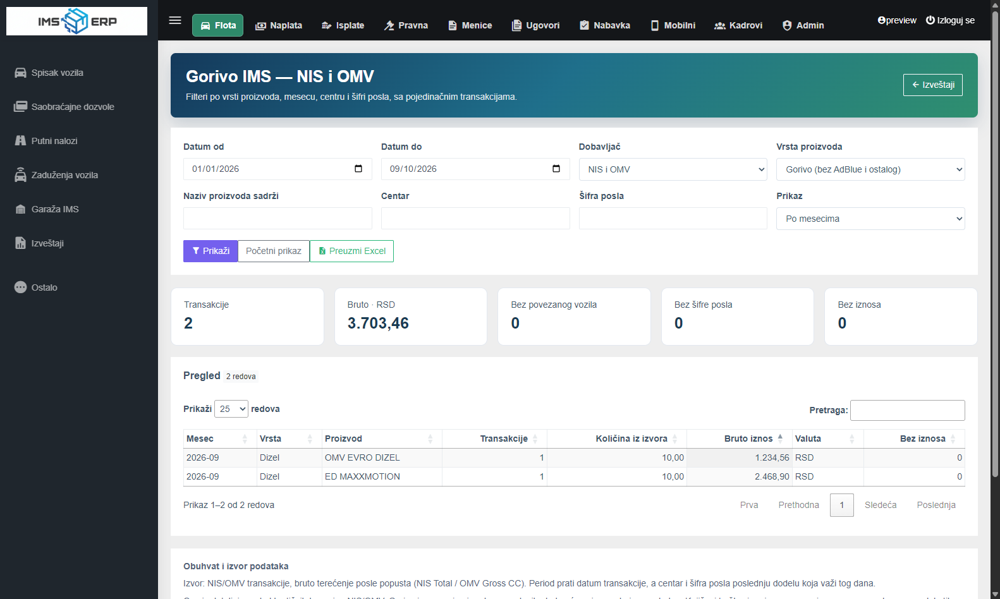 IMS ERP
Flota
Naplata
Isplate
Pravna
Menice
Ugovori
Nabavka
Mobilni
Kadrovi
Admin
preview
Izloguj se
Spisak vozila
Saobraćajne dozvole
Putni nalozi
Zaduženja vozila
Garaža IMS
Izveštaji
Ostalo
Gorivo IMS — NIS i OMV
Filteri po vrsti proizvoda, mesecu, centru i šifri posla, sa pojedinačnim transakcijama.
Izveštaji
Datum od
Datum do
Dobavljač
Vrsta proizvoda
01/01/2026
09/10/2026
NIS i OMV
Gorivo (bez AdBlue i ostalog)
Naziv proizvoda sadrži
Centar
Šifra posla
Prikaz
Po mesecima
Prikaži
Početni prikaz
Preuzmi Excel
Transakcije
2
Bruto · RSD
3.703,46
Bez povezanog vozila
0
Bez šifre posla
0
Bez iznosa
0
Pregled 2 redova
Prikaži 25 redova
Pretraga:
Mesec Vrsta Proizvod Transakcije Količina iz izvora Bruto iznos Valuta Bez iznosa
2026-09 Dizel OMV EVRO DIZEL 1 10,00 1.234,56 RSD 0
2026-09 Dizel ED MAXXMOTION 1 10,00 2.468,90 RSD 0
Prikaz 1–2 od 2 redova
Prva Prethodna 1 Sledeća Poslednja
Obuhvat i izvor podataka
Izvor: NIS/OMV transakcije, bruto terećenje posle popusta (NIS Total / OMV Gross CC). Period prati datum transakcije, a centar i šifra posla poslednju dodelu koja važi tog dana.